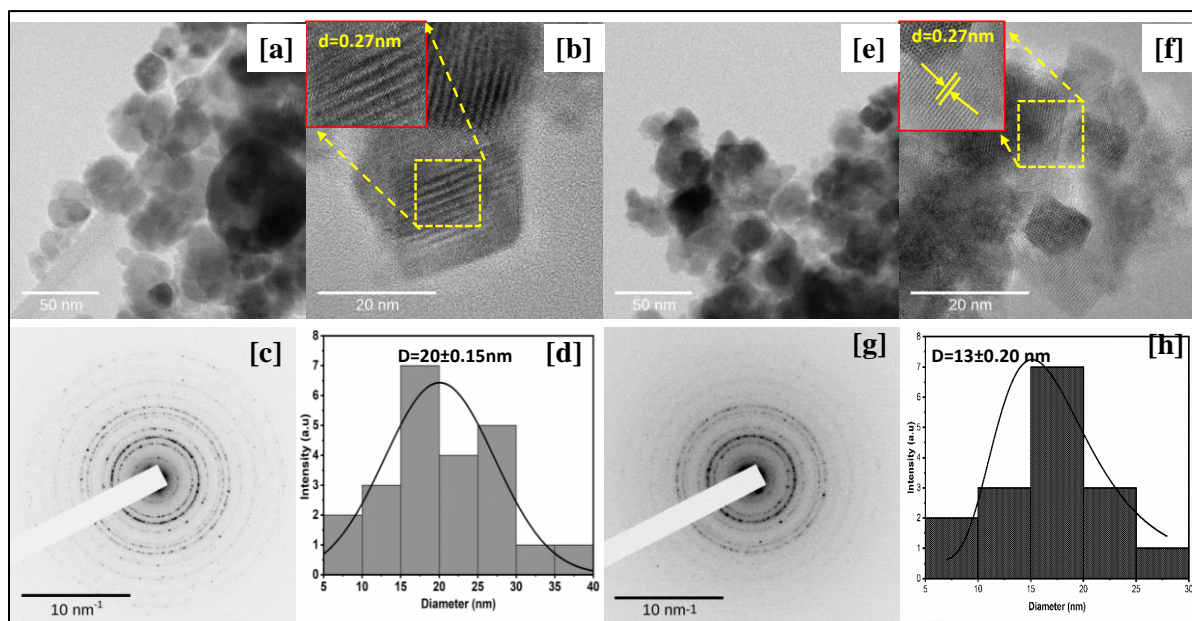 [a]
50 nm
d=0.27nm
[b]
20 nm
[e]
50 nm
d=0.27nm
[f]
20 nm
[c]
10 nm-1
D=20±0.15nm
[d]
Intensity (a.u)
8
7
6
5
4
3
2
1
0
5 10 15 20 25 30 35 40
Diameter (nm)
[g]
10 nm-1
D=13±0.20 nm
[h]
Intensity (a.u)
8
7
6
5
4
3
2
1
0
5 10 15 20 25 30
Diameter (nm)